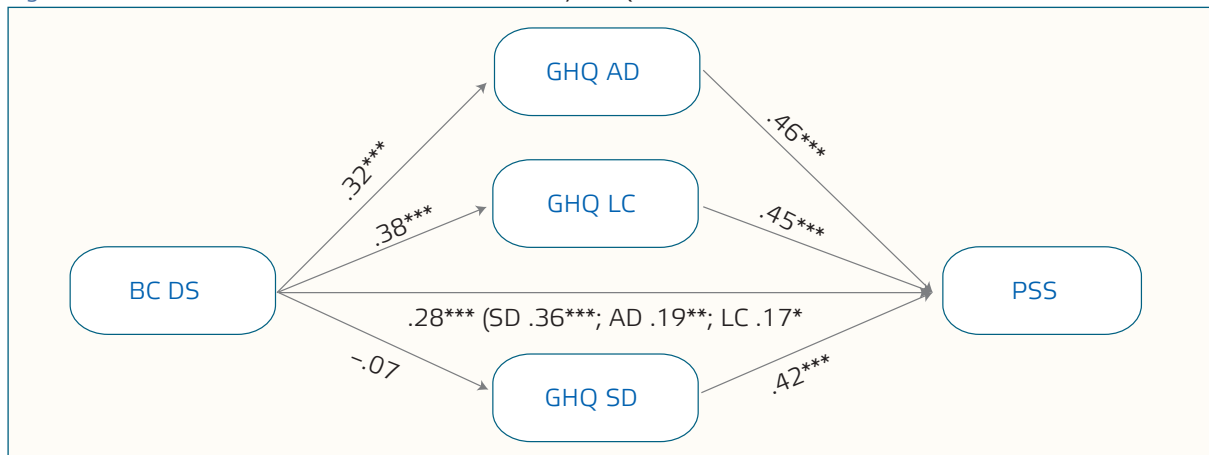 GHQ AD
.46***
.32***
GHQ LC
.38***
.45***
BC DS
PSS
.28*** (SD .36***; AD .19**; LC .17*
–.07
GHQ SD
.42***